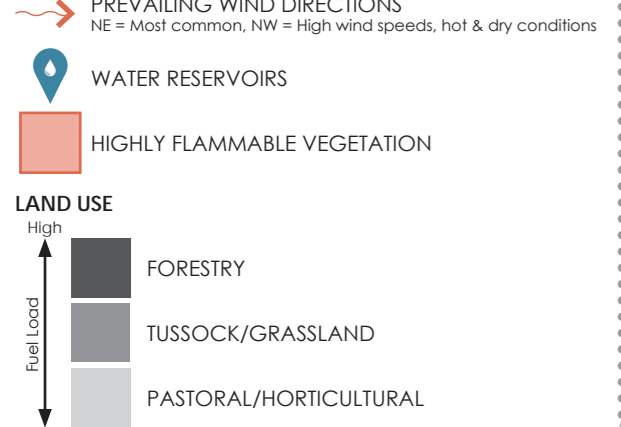 PREVAILING WIND DIRECTIONS
NE = Most common, NW = High wind speeds, hot & dry conditions
WATER RESERVOIRS
HIGHLY FLAMMABLE VEGETATION
LAND USE
High
Fuel Load
FORESTRY
TUSSOCK/GRASSLAND
PASTORAL/HORTICULTURAL